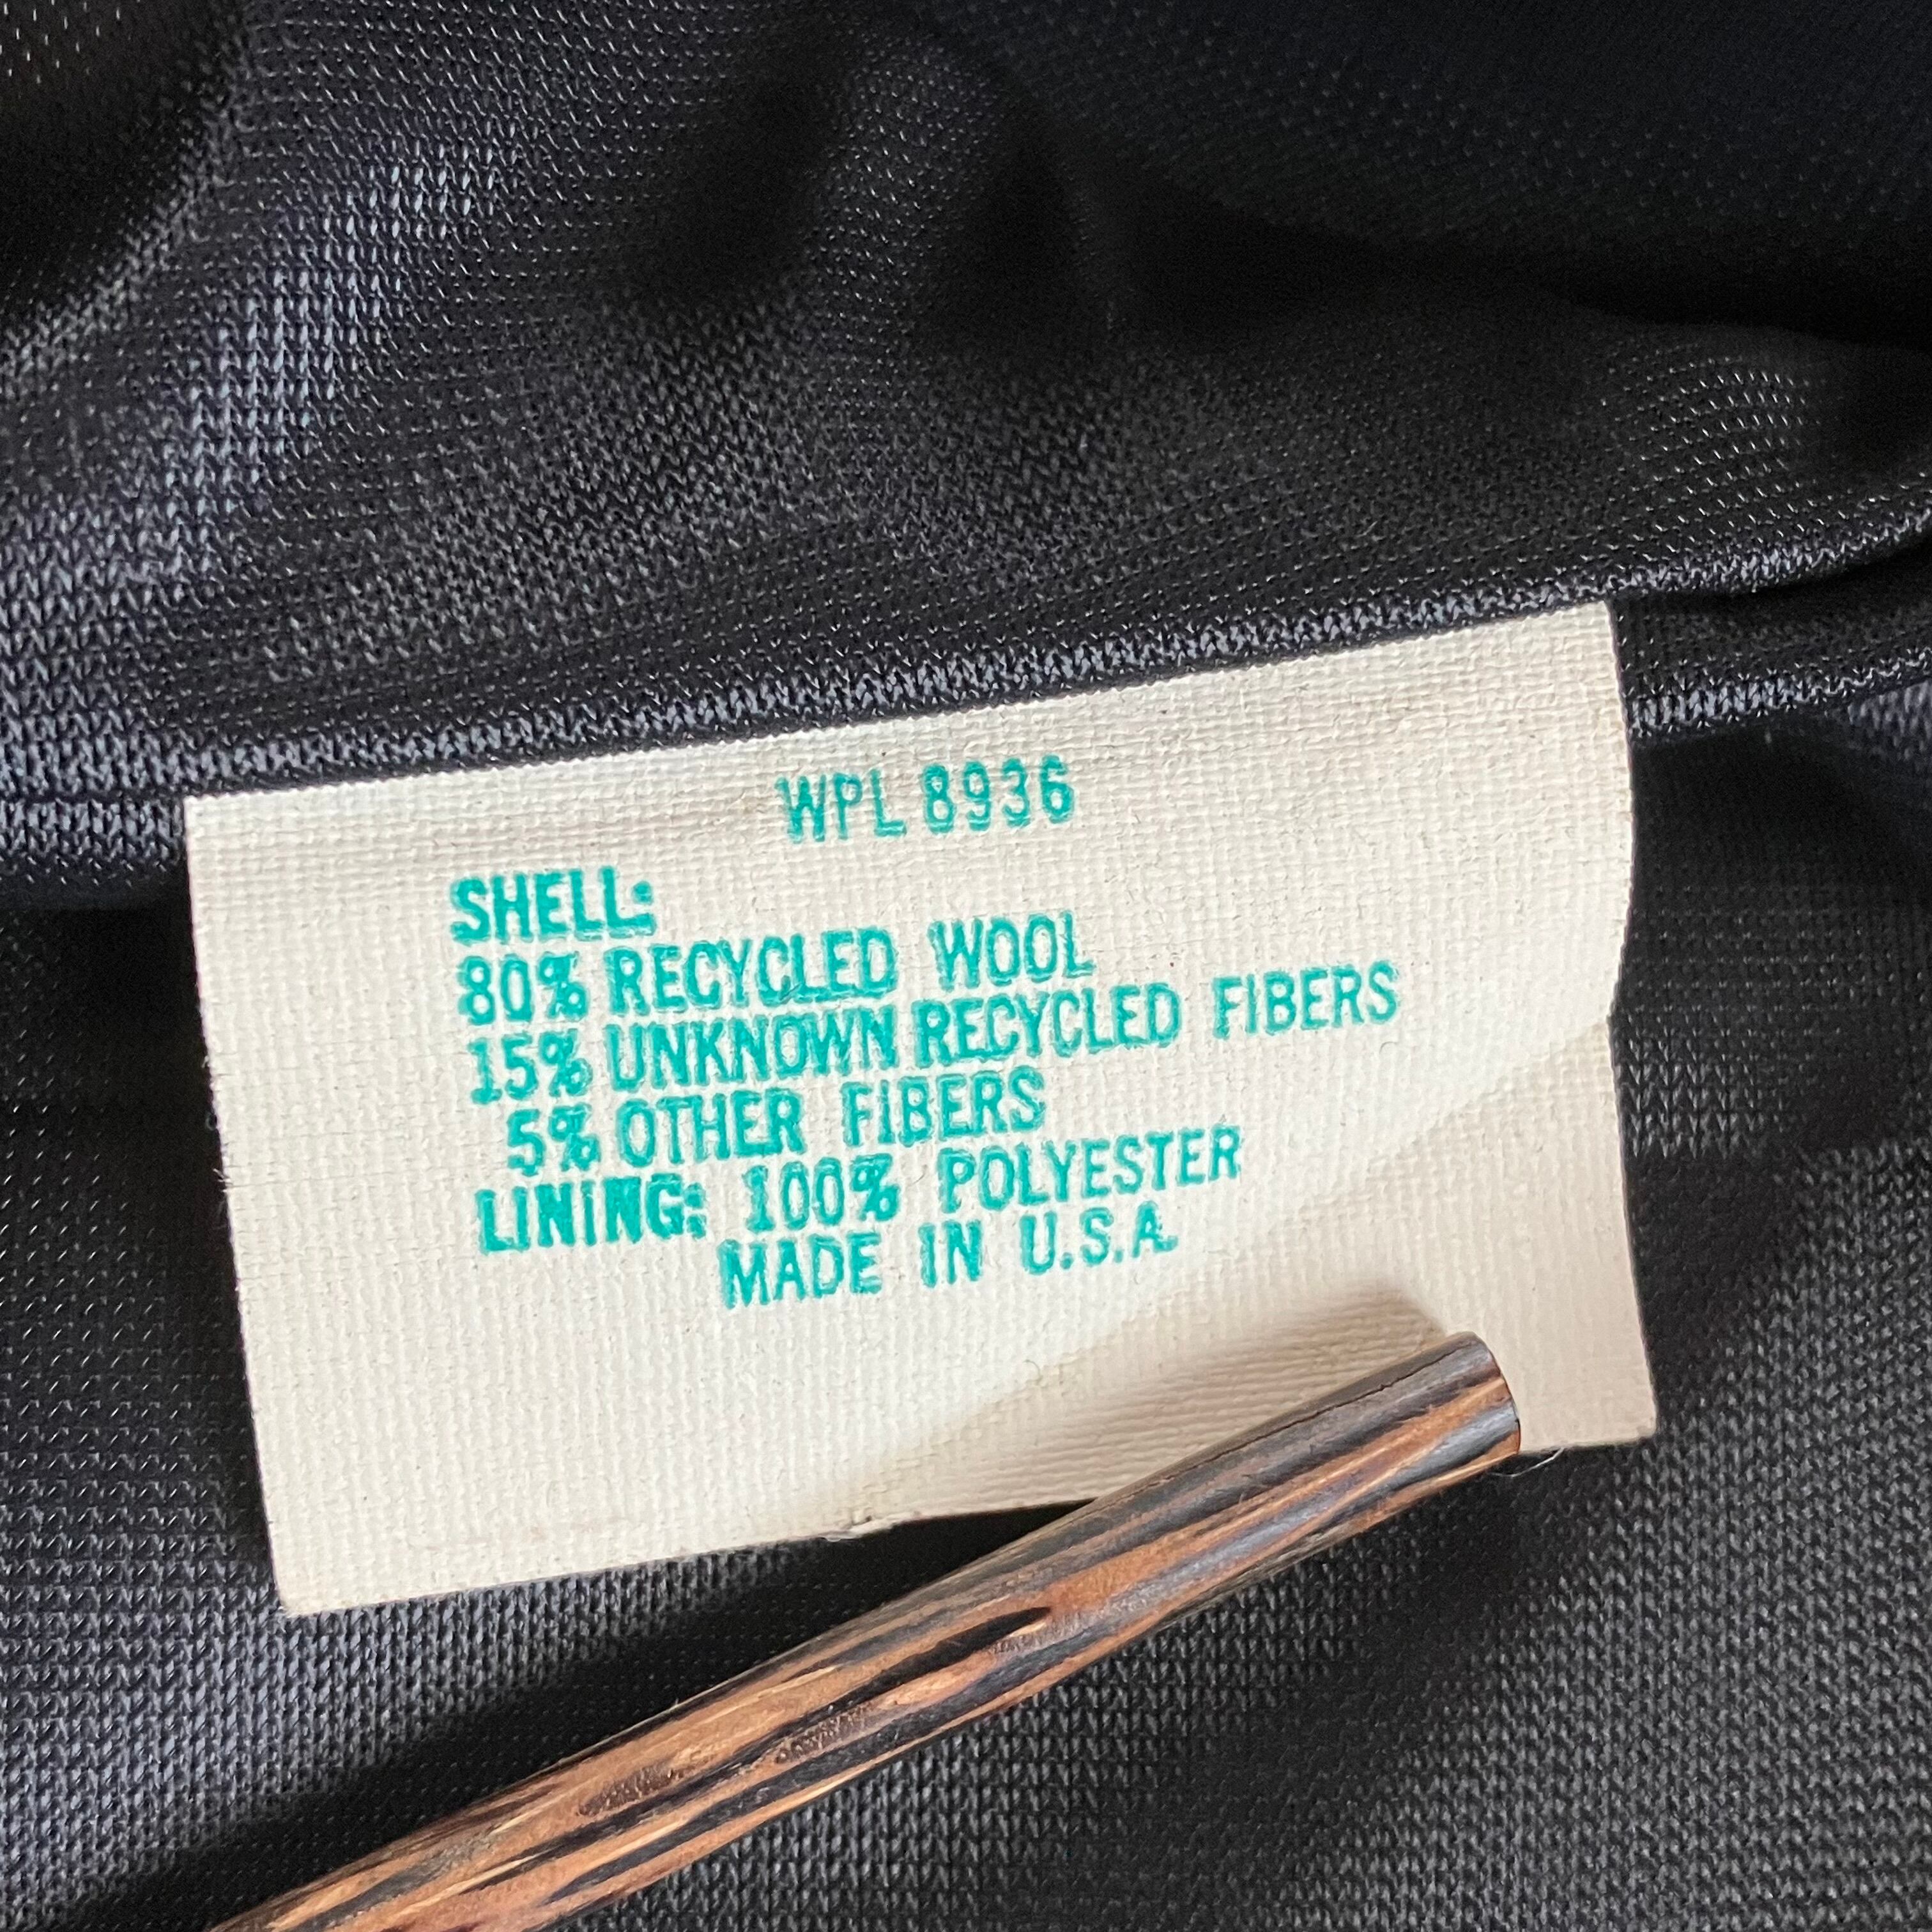 WPL 8936
SHELL:
80% RECYCLED WOOL
15% UNKNOWN RECYCLED FIBERS
5% OTHER FIBERS
LINING: 100% POLYESTER
MADE IN U.S.A.